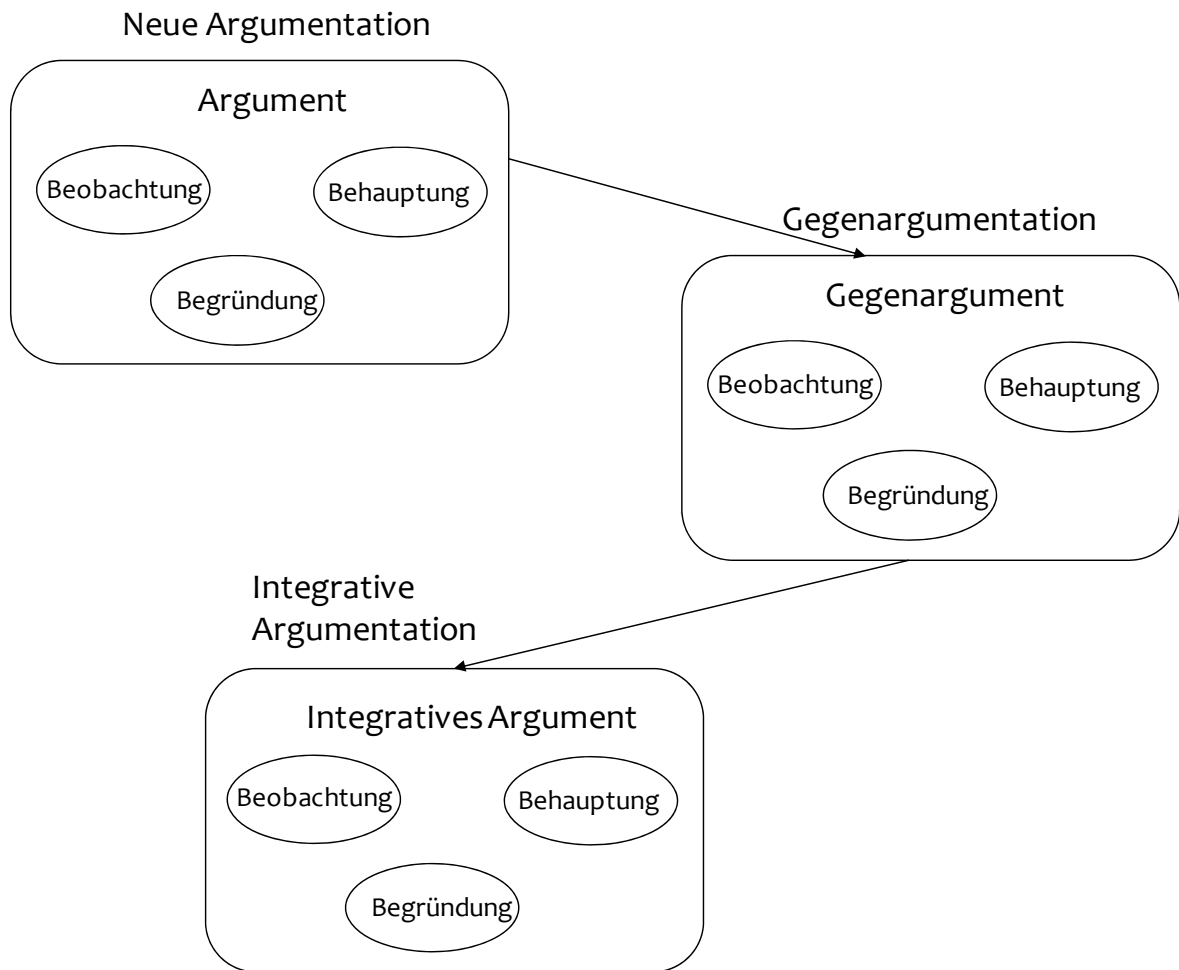 Neue Argumentation
Argument
Beobachtung
Behauptung
Begründung
Gegenargumentation
Gegenargument
Beobachtung
Behauptung
Begründung
Integrative
Argumentation
Integratives Argument
Beobachtung
Behauptung
Begründung